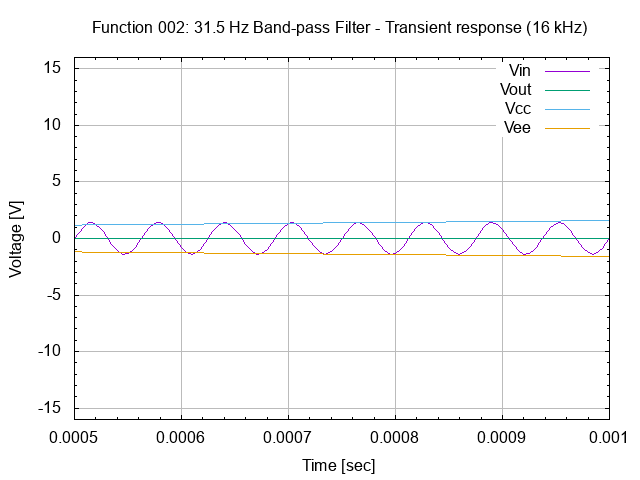 Function 002: 31.5 Hz Band-pass Filter - Transient response (16 kHz)
Vin
Vout
Vcc
Vee
15
10
5
0
-5
-10
-15
Voltage [V]
0.0005
0.0006
0.0007
0.0008
0.0009
0.001
Time [sec]